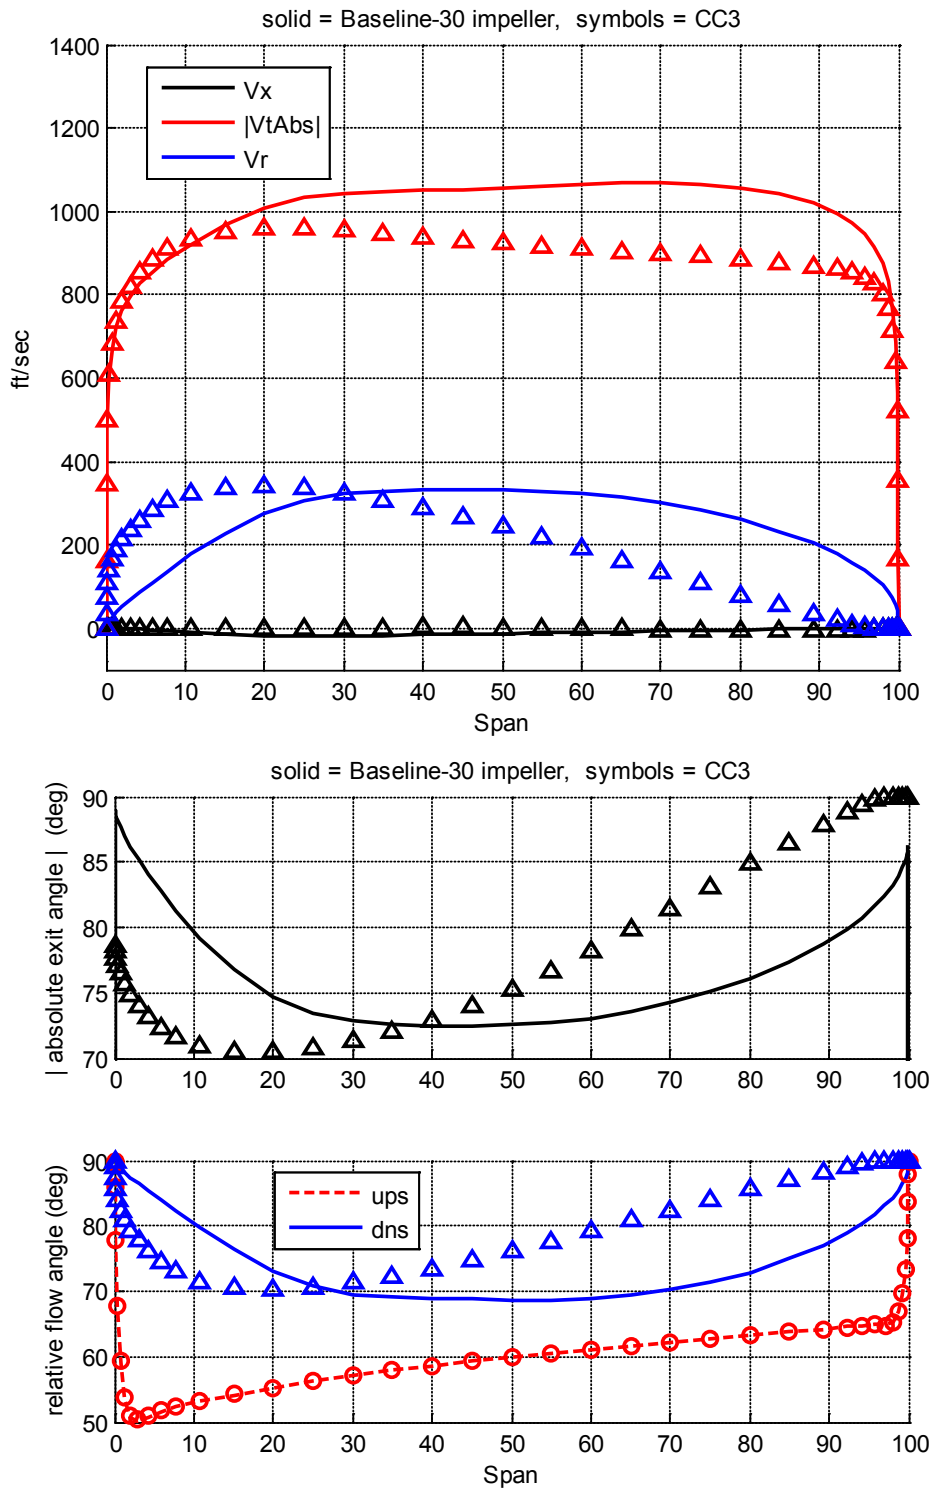 solid = Baseline-30 impeller,  symbols = CC3
1400
1200
1000
800
600
400
200
0
ft/sec
Vx
|VtAbs|
Vr
0 10 20 30 40 50 60 70 80 90 100
Span
solid = Baseline-30 impeller,  symbols = CC3
90
85
80
75
70
| absolute exit angle | (deg)
0 10 20 30 40 50 60 70 80 90 100
90
80
70
60
50
relative flow angle (deg)
ups
dns
0 10 20 30 40 50 60 70 80 90 100
Span